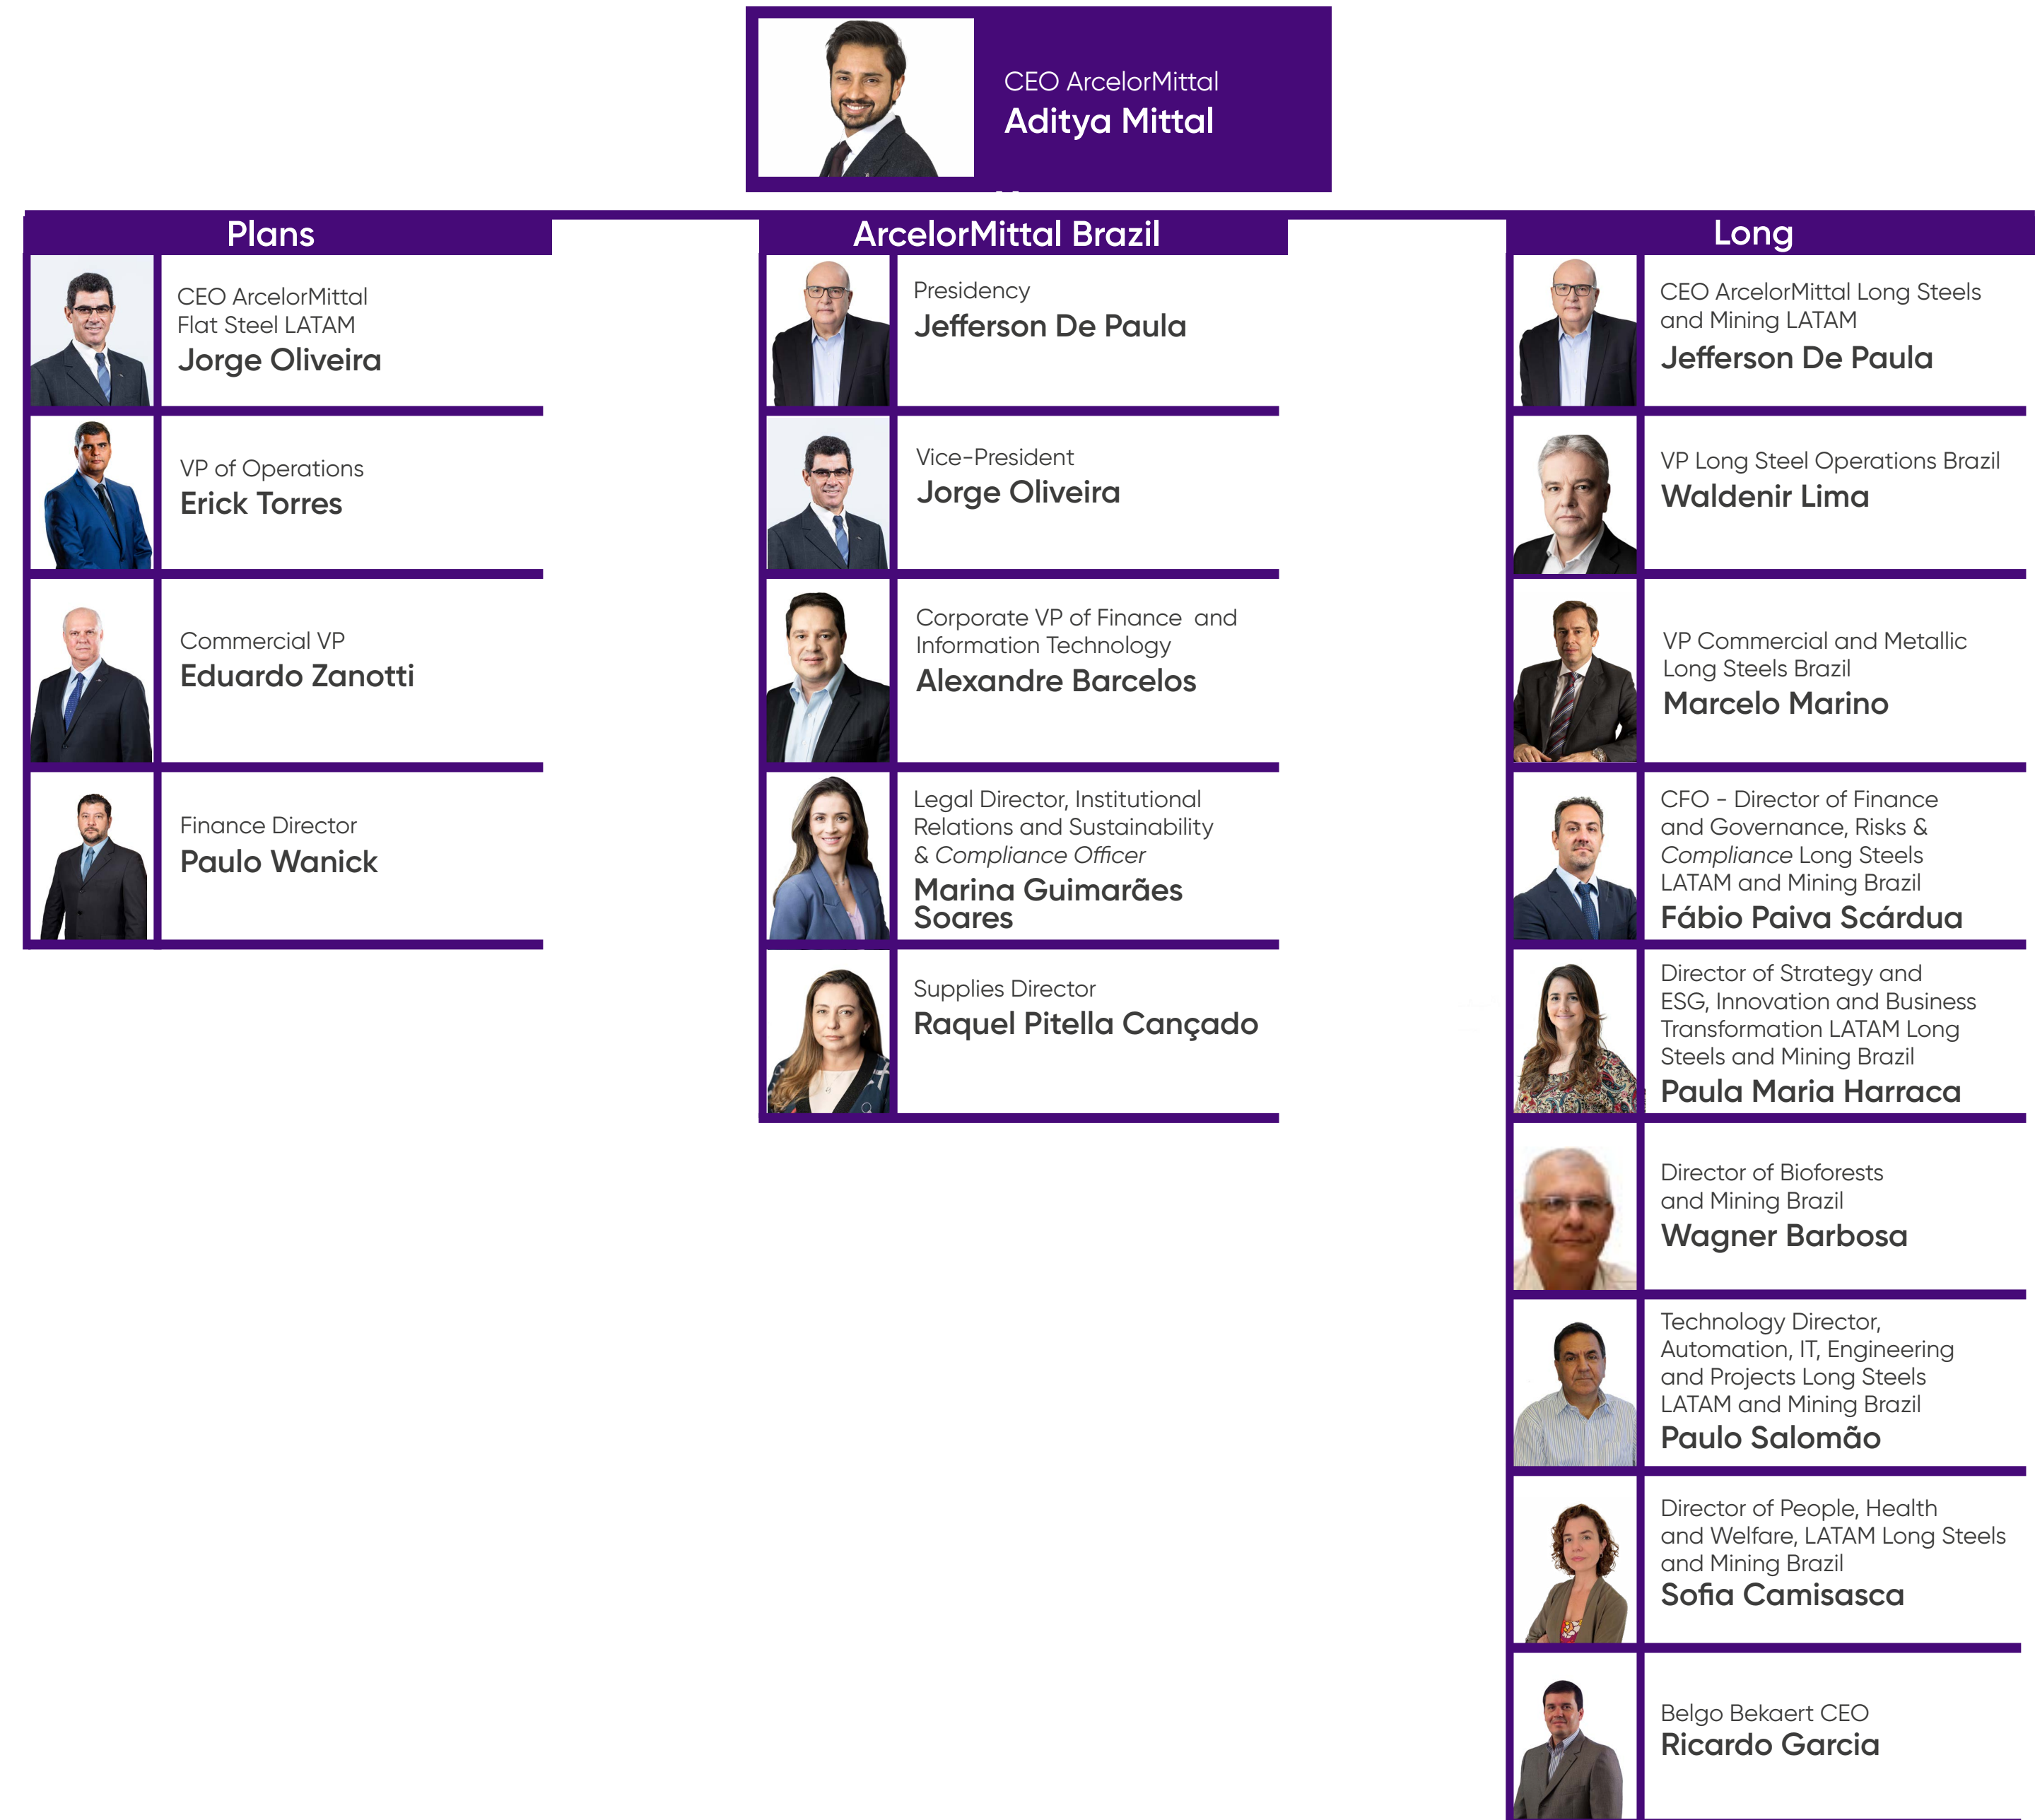 CEO ArcelorMittal
Aditya Mittal
Plans
CEO ArcelorMittal
Flat Steel LATAM
Jorge Oliveira
VP of Operations
Erick Torres
Commercial VP
Eduardo Zanotti
Finance Director
Paulo Wanick
ArcelorMittal Brazil
Presidency
Jefferson De Paula
Vice-President
Jorge Oliveira
Corporate VP of Finance and
Information Technology
Alexandre Barcelos
Legal Director, Institutional
Relations and Sustainability
& Compliance Officer
Marina Guimarães
Soares
Supplies Director
Raquel Pitella Cançado
Long
CEO ArcelorMittal Long Steels
and Mining LATAM
Jefferson De Paula
VP Long Steel Operations Brazil
Waldenir Lima
VP Commercial and Metallic
Long Steels Brazil
Marcelo Marino
CFO - Director of Finance
and Governance, Risks &
Compliance Long Steels
LATAM and Mining Brazil
Fábio Paiva Scárdua
Director of Strategy and
ESG, Innovation and Business
Transformation LATAM Long
Steels and Mining Brazil
Paula Maria Harraca
Director of Bioforests
and Mining Brazil
Wagner Barbosa
Technology Director,
Automation, IT, Engineering
and Projects Long Steels
LATAM and Mining Brazil
Paulo Salomão
Director of People, Health
and Welfare, LATAM Long Steels
and Mining Brazil
Sofia Camisasca
Belgo Bekaert CEO
Ricardo Garcia